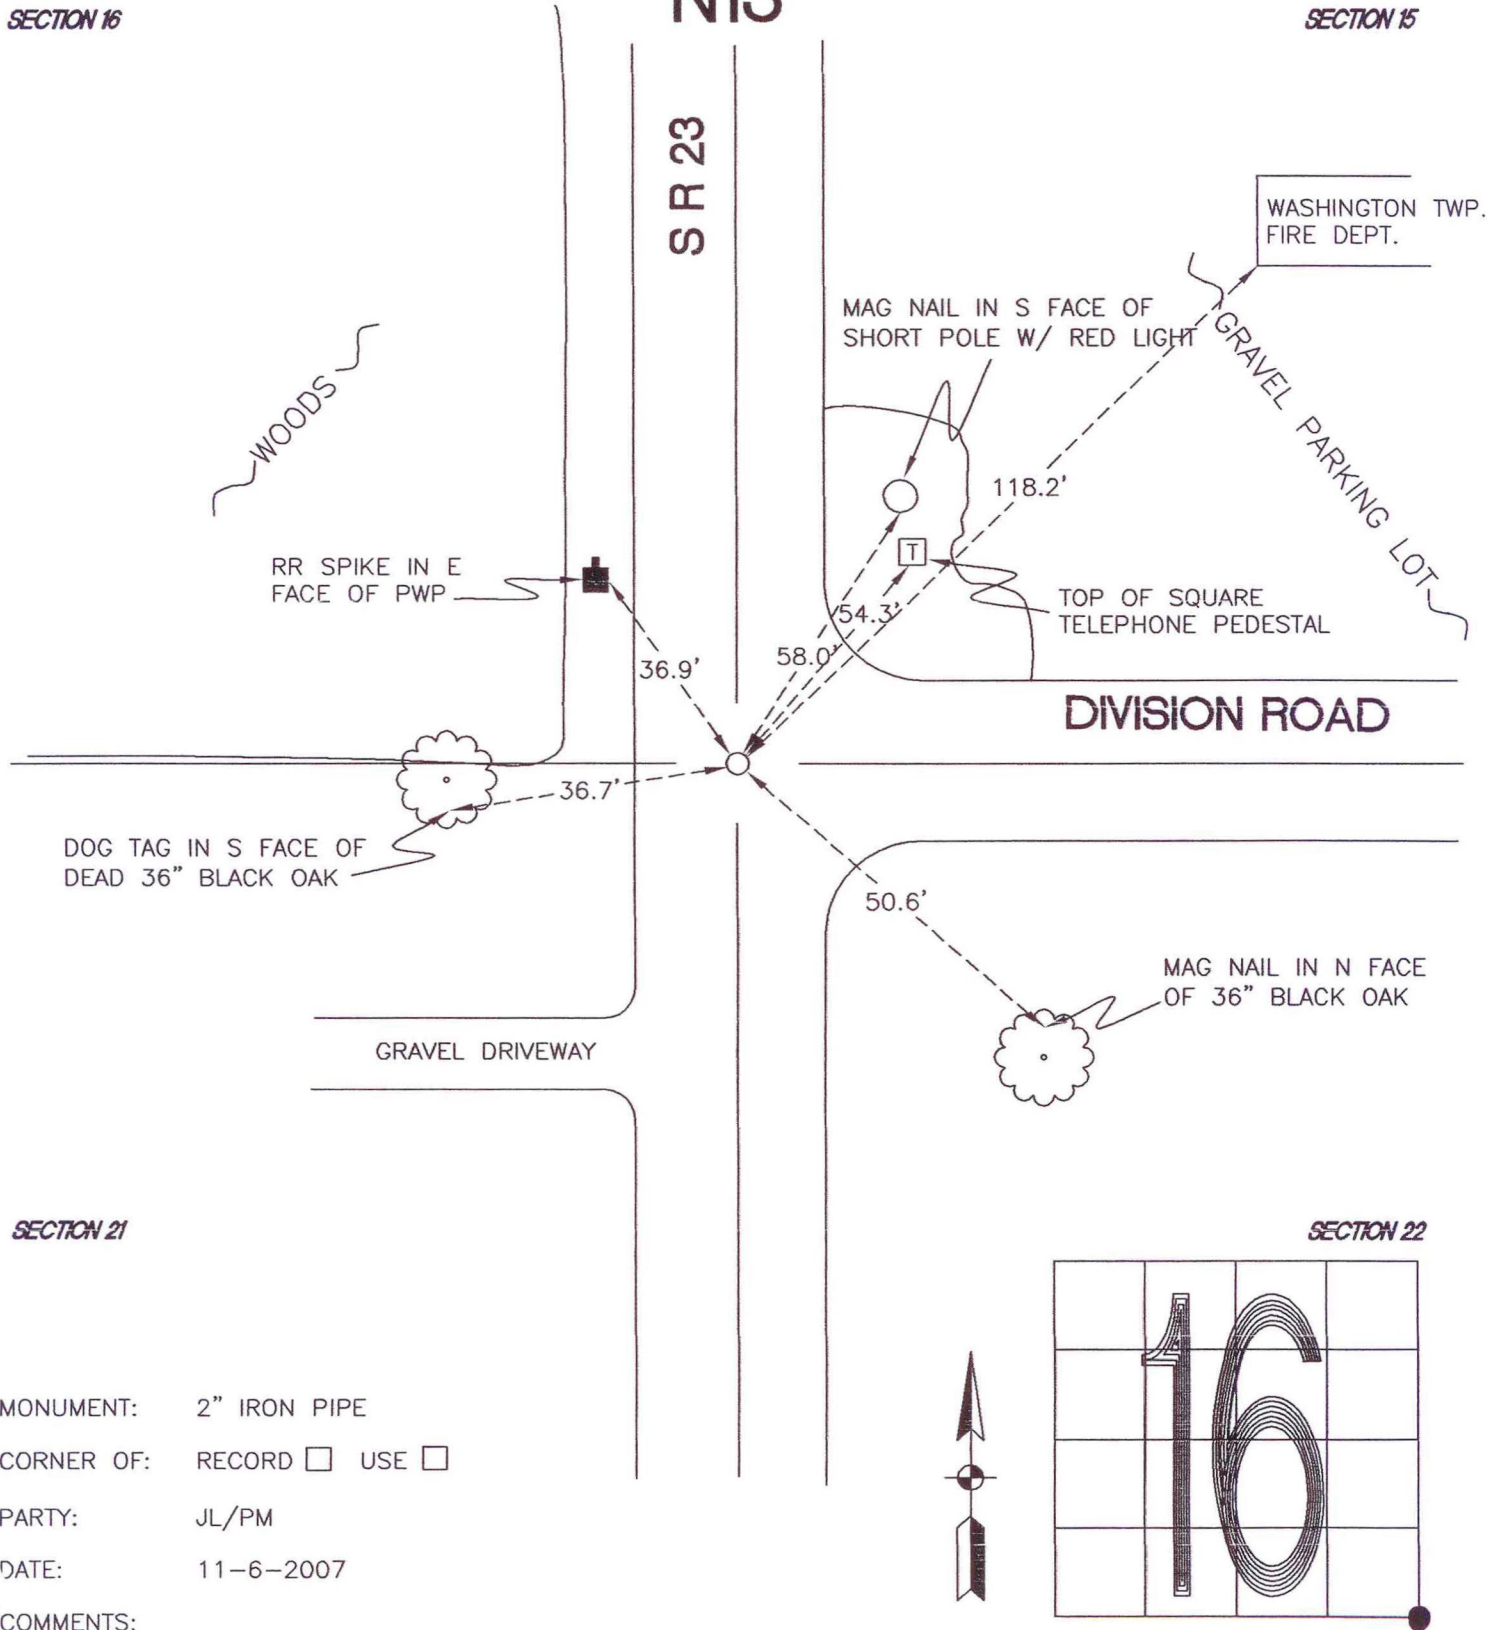 SECTION 16
SECTION 15
S R 23
WASHINGTON TWP.
FIRE DEPT.
MAG NAIL IN S FACE OF
SHORT POLE W/ RED LIGHT
GRAVEL PARKING LOT
WOODS
118.2'
T
RR SPIKE IN E
FACE OF PWP
TOP OF SQUARE
TELEPHONE PEDESTAL
54.3'
58.0'
36.9'
DIVISION ROAD
36.7'
DOG TAG IN S FACE OF
DEAD 36" BLACK OAK
50.6'
MAG NAIL IN N FACE
OF 36" BLACK OAK
GRAVEL DRIVEWAY
SECTION 21
SECTION 22
16
MONUMENT: 2" IRON PIPE
CORNER OF: RECORD USE
PARTY: JL/PM
DATE: 11-6-2007
COMMENTS: